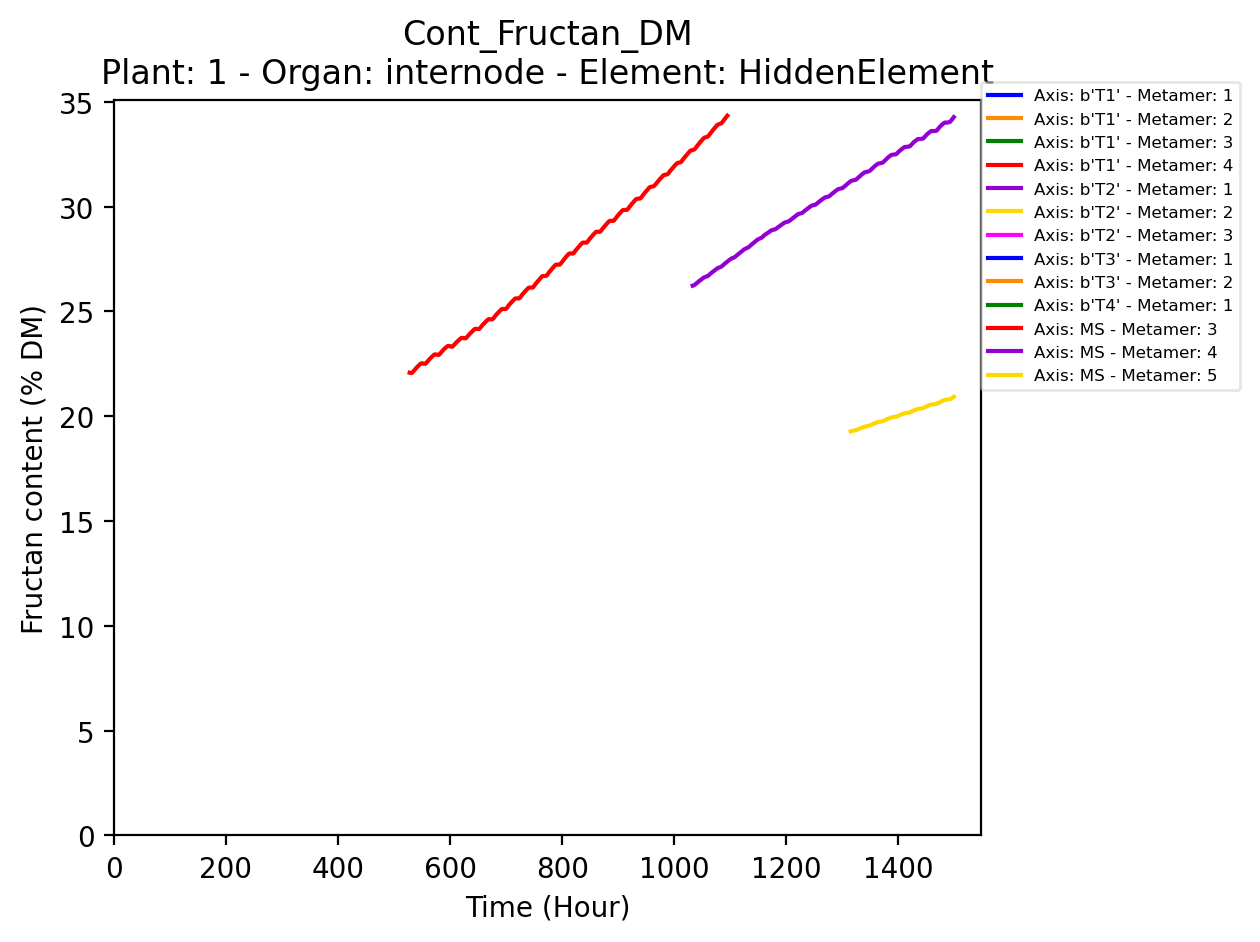 Cont_Fructan_DM
Plant: 1 - Organ: internode - Element: HiddenElement
35
30
25
20
15
10
5
0
Fructan content (% DM)
0 200 400 600 800 1000 1200 1400
Time (Hour)
Axis: b'T1' - Metamer: 1
Axis: b'T1' - Metamer: 2
Axis: b'T1' - Metamer: 3
Axis: b'T1' - Metamer: 4
Axis: b'T2' - Metamer: 1
Axis: b'T2' - Metamer: 2
Axis: b'T2' - Metamer: 3
Axis: b'T3' - Metamer: 1
Axis: b'T3' - Metamer: 2
Axis: b'T4' - Metamer: 1
Axis: MS - Metamer: 3
Axis: MS - Metamer: 4
Axis: MS - Metamer: 5